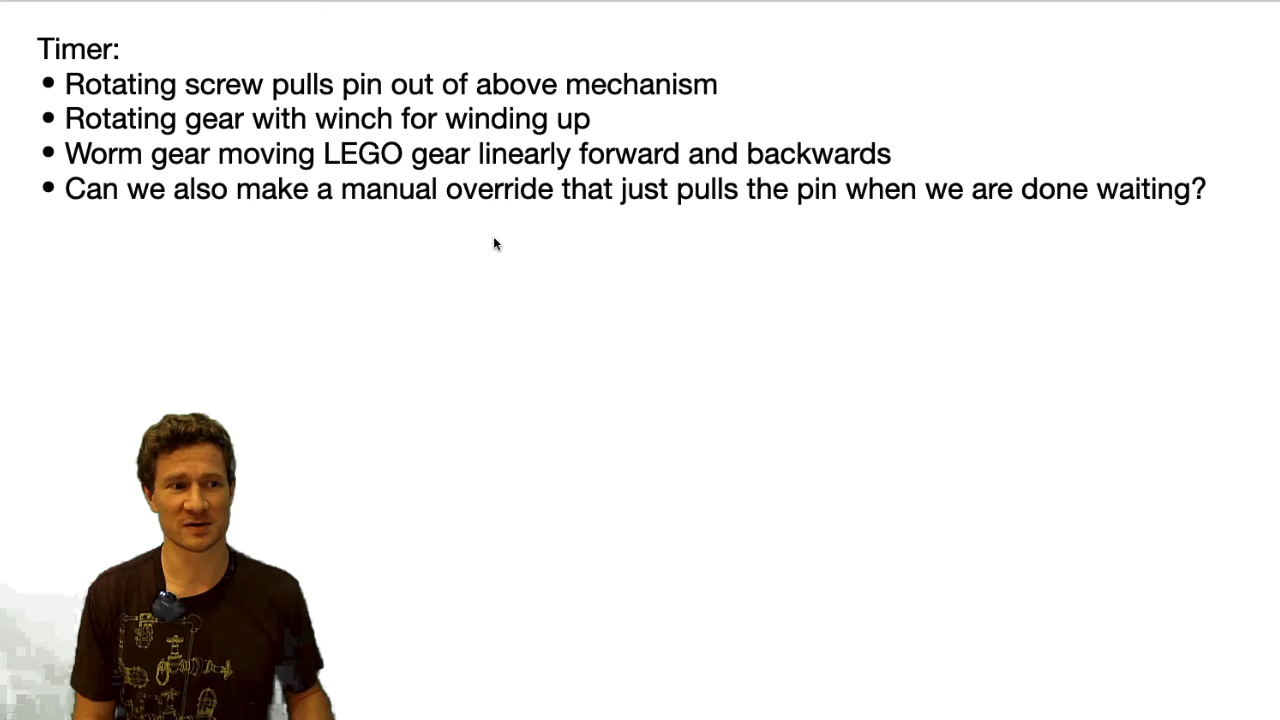 Timer:
• Rotating screw pulls pin out of above mechanism
• Rotating gear with winch for winding up
• Worm gear moving LEGO gear linearly forward and backwards
• Can we also make a manual override that just pulls the pin when we are done waiting?